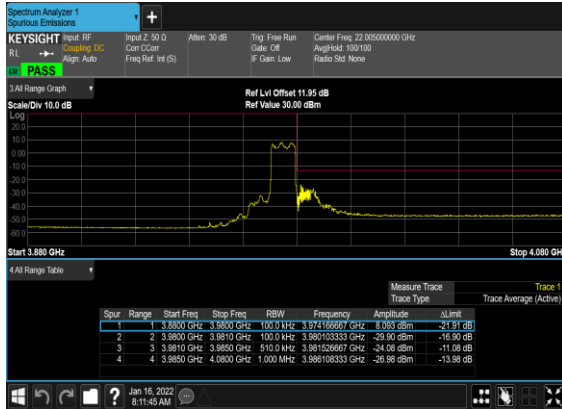 Spectrum Analyzer 1
Spurious Emissions
+
KEYSIGHT Input: RF Input Z: 50 Ω Atten: 30 dB Trig: Free Run Center Freq: 22.005000000 GHz
RL Coupling: DC Corr CCorr Gate: Off Avg|Hold: 100/100
Align: Auto Freq Ref: Int (S) IF Gain: Low Radio Std: None
PASS
3 All Range Graph Ref Lvl Offset 11.95 dB
Scale/Div 10.0 dB Ref Value 30.00 dBm
Log
20.0
10.0
0.00
-10.0
-20.0
-30.0
-40.0
-50.0
-60.0
Start 3.880 GHz Stop 4.080 GHz
4 All Range Table
Measure Trace Trace 1
Trace Type Trace Average (Active)
Spur Range Start Freq Stop Freq RBW Frequency Amplitude ΔLimit
1 1 3.8800 GHz 3.9800 GHz 100.0 kHz 3.974166667 GHz 8.093 dBm -21.91 dB
2 2 3.9800 GHz 3.9810 GHz 100.0 kHz 3.980103333 GHz -29.90 dBm -16.90 dB
3 3 3.9810 GHz 3.9850 GHz 510.0 kHz 3.981526667 GHz -24.08 dBm -11.08 dB
4 4 3.9850 GHz 4.0800 GHz 1.000 MHz 3.986108333 GHz -26.98 dBm -13.98 dB
? Jan 16, 2022
8:11:45 AM